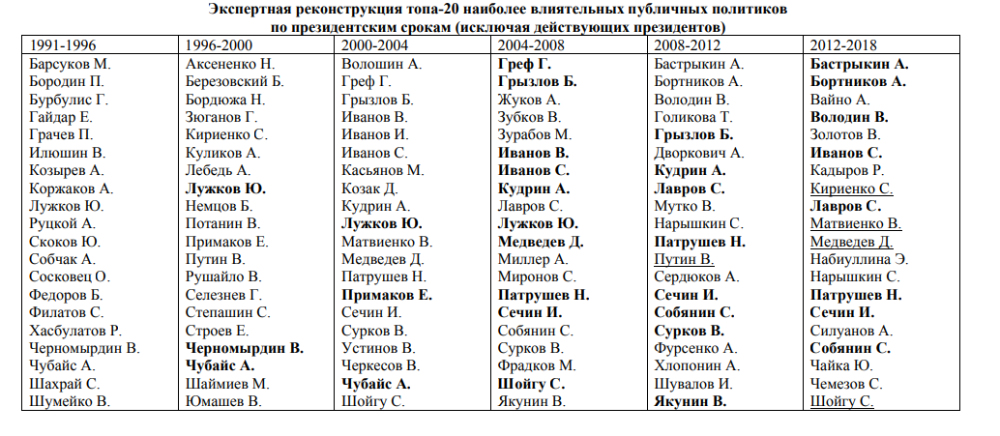 Экспертная реконструкция топа-20 наиболее влиятельных публичных политиков
по президентским срокам (исключая действующих президентов)
1991-1996 1996-2000 2000-2004 2004-2008 2008-2012 2012-2018
Барсуков М. Аксененко Н. Волошин А. Греф Г. Бастрыкин А. Бастрыкин А.
Бородин П. Березовский Б. Греф Г. Грызлов Б. Бортников А. Бортников А.
Бурбулис Г. Бордюжа Н. Грызлов Б. Жуков А. Володин В. Вайно А.
Гайдар Е. Зюганов Г. Иванов В. Зубков В. Голикова Т. Володин В.
Грачев П. Кириенко С. Иванов И. Зурабов М. Грызлов Б. Золотов В.
Илюшин В. Куликов А. Иванов С. Иванов В. Дворкович А. Иванов С.
Козырев А. Лебедь А. Касьянов М. Иванов С. Кудрин А. Кадыров Р.
Коржаков А. Лужков Ю. Козак Д. Кудрин А. Лавров С. Кириенко С.
Лужков Ю. Немцов Б. Кудрин А. Лавров С. Мутко В. Лавров С.
Руцкой А. Потанин В. Лужков Ю. Лужков Ю. Нарышкин С. Матвиенко В.
Скоков Ю. Примаков Е. Матвиенко В. Медведев Д. Патрушев Н. Медведев Д.
Собчак А. Путин В. Медведев Д. Миллер А. Путин В. Набиуллина Э.
Сосковец О. Рушайло В. Патрушев Н. Миронов С. Сердюков А. Нарышкин С.
Федоров Б. Селезнев Г. Примаков Е. Патрушев Н. Сечин И. Патрушев Н.
Филатов С. Степашин С. Сечин И. Сечин И. Собянин С. Сечин И.
Хасбулатов Р. Строев Е. Сурков В. Собянин С. Сурков В. Силуанов А.
Черномырдин В. Черномырдин В. Устинов В. Сурков В. Фурсенко А. Собянин С.
Чубайс А. Чубайс А. Черкесов В. Фрадков М. Хлопонин А. Чайка Ю.
Шахрай С. Шаймиев М. Чубайс А. Шойгу С. Шувалов И. Чемезов С.
Шумейко В. Юмашев В. Шойгу С. Якунин В. Якунин В. Шойгу С.